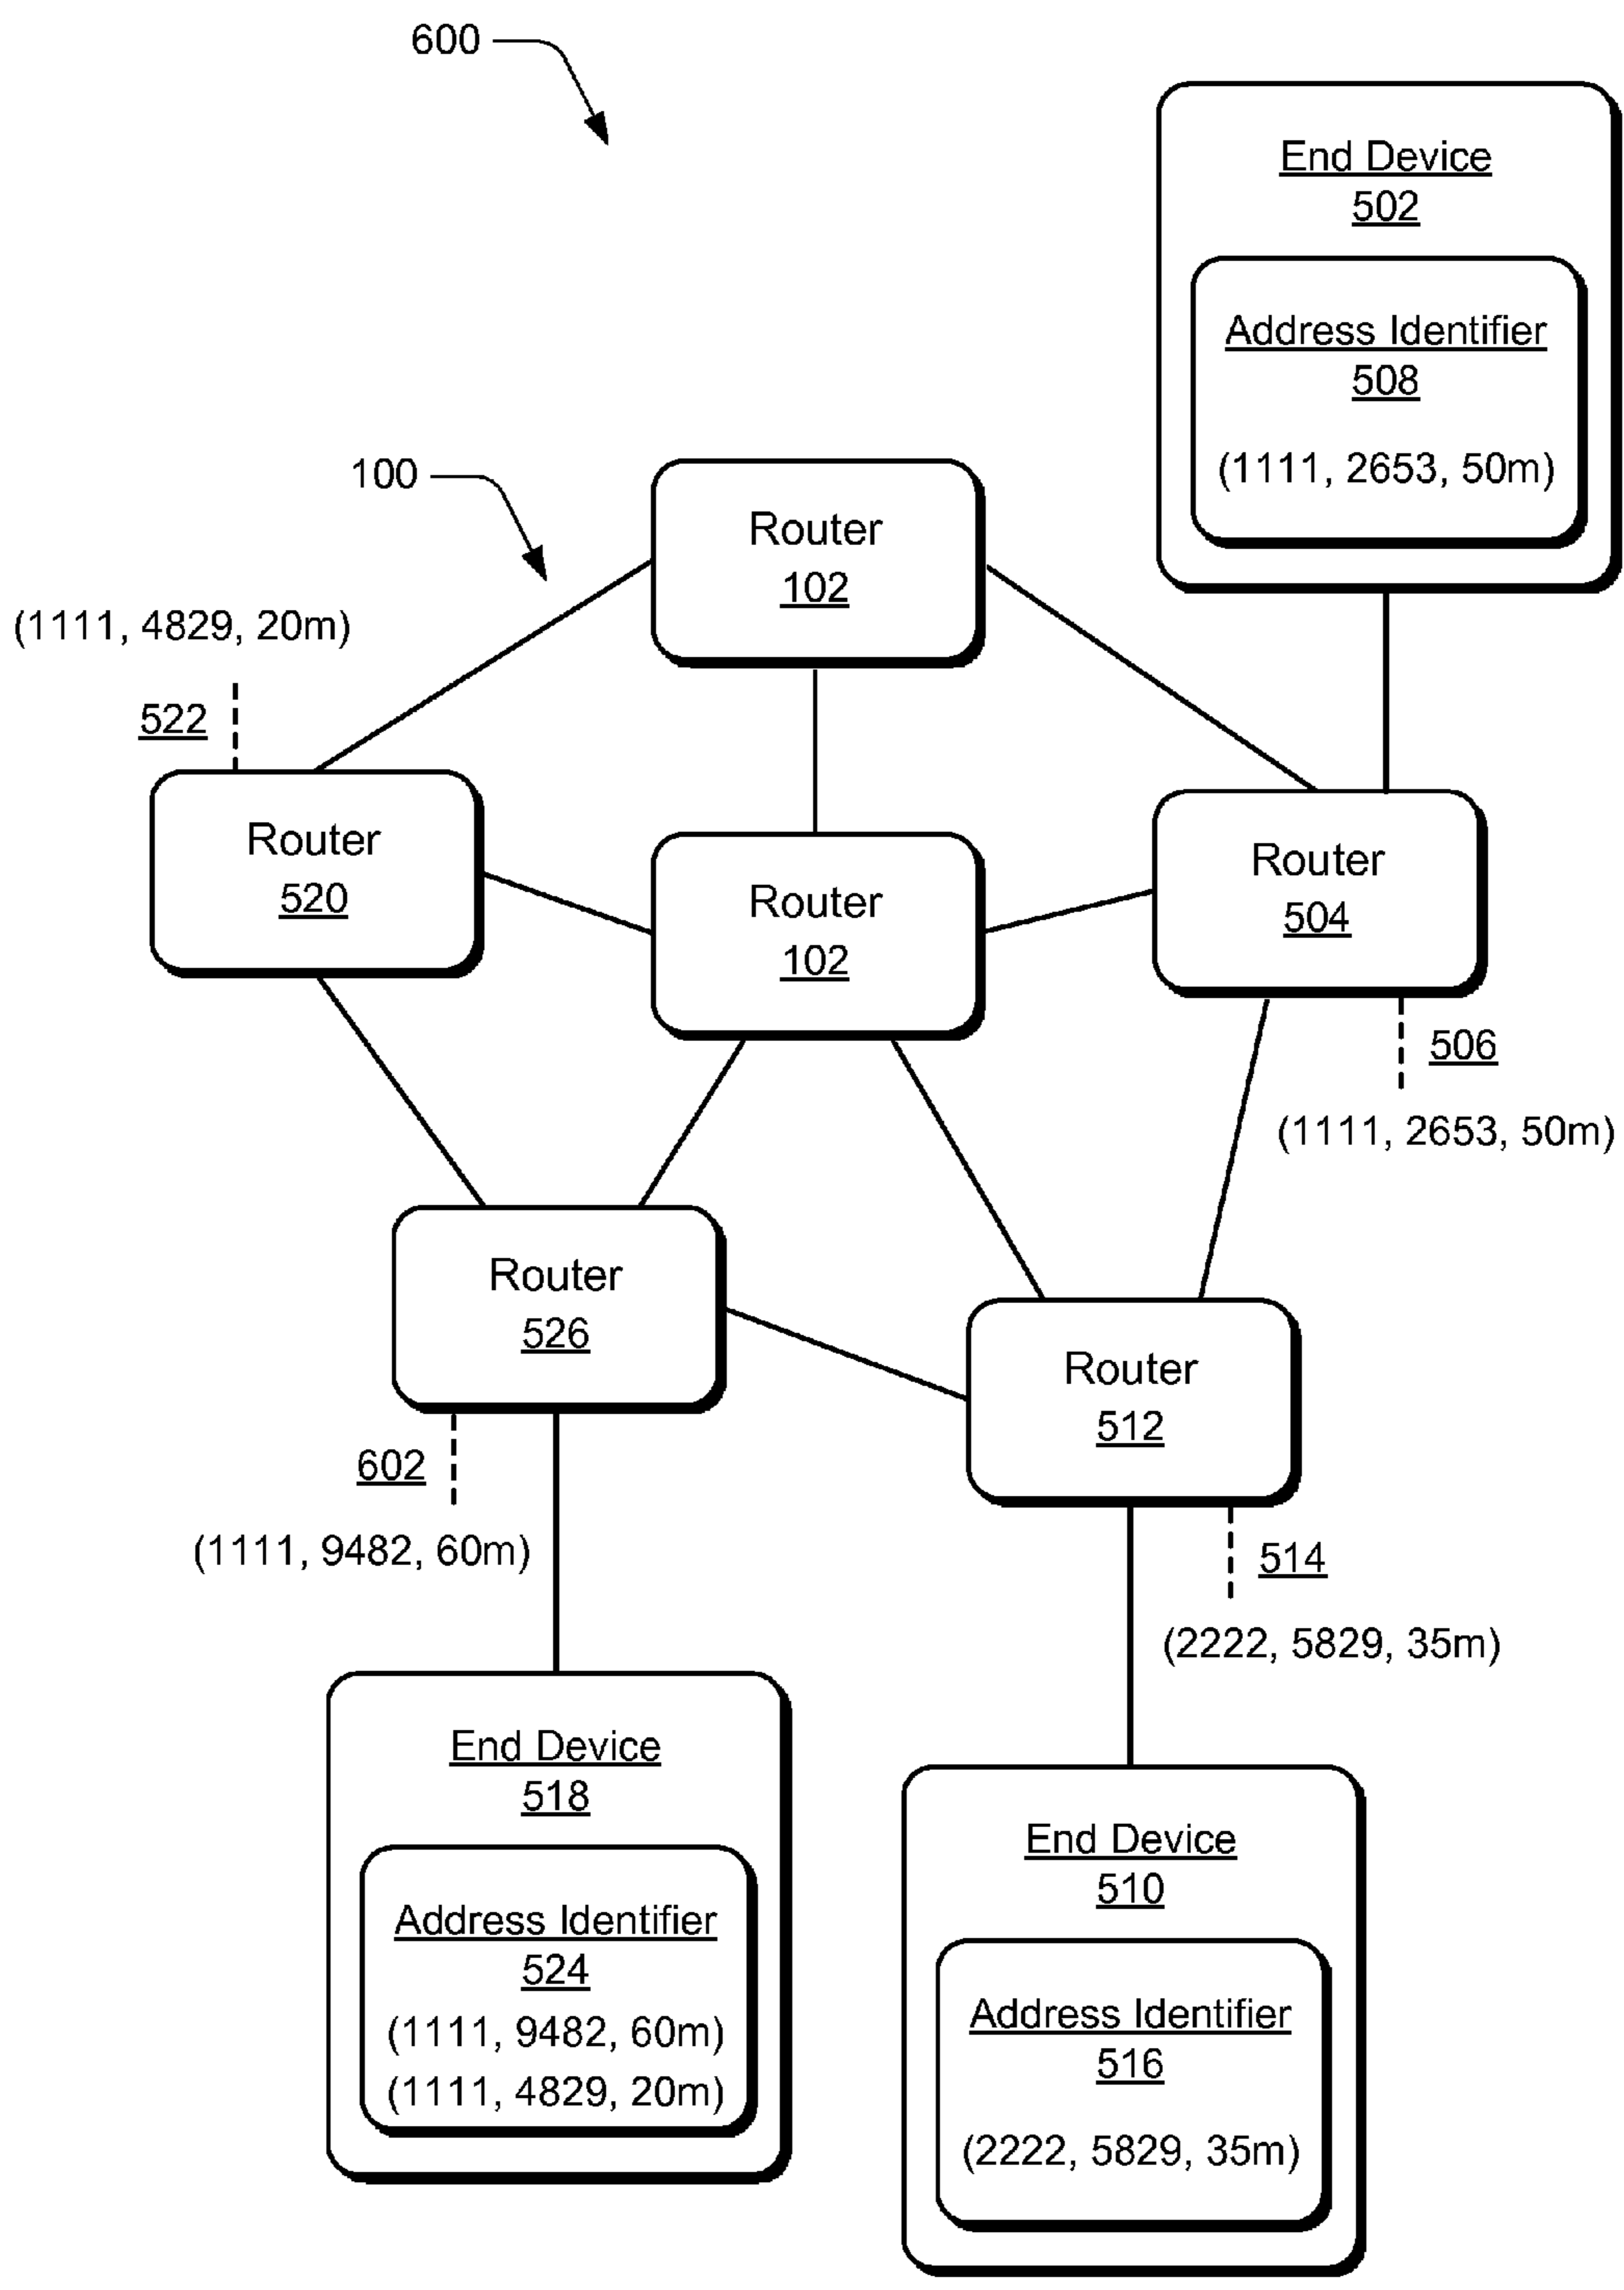 600
End Device
502
Address Identifier
508
(1111, 2653, 50m)
100
Router
102
(1111, 4829, 20m)
522
Router
520
Router
102
Router
504
506
(1111, 2653, 50m)
Router
526
Router
512
602
(1111, 9482, 60m)
514
(2222, 5829, 35m)
End Device
518
Address Identifier
524
(1111, 9482, 60m)
(1111, 4829, 20m)
End Device
510
Address Identifier
516
(2222, 5829, 35m)